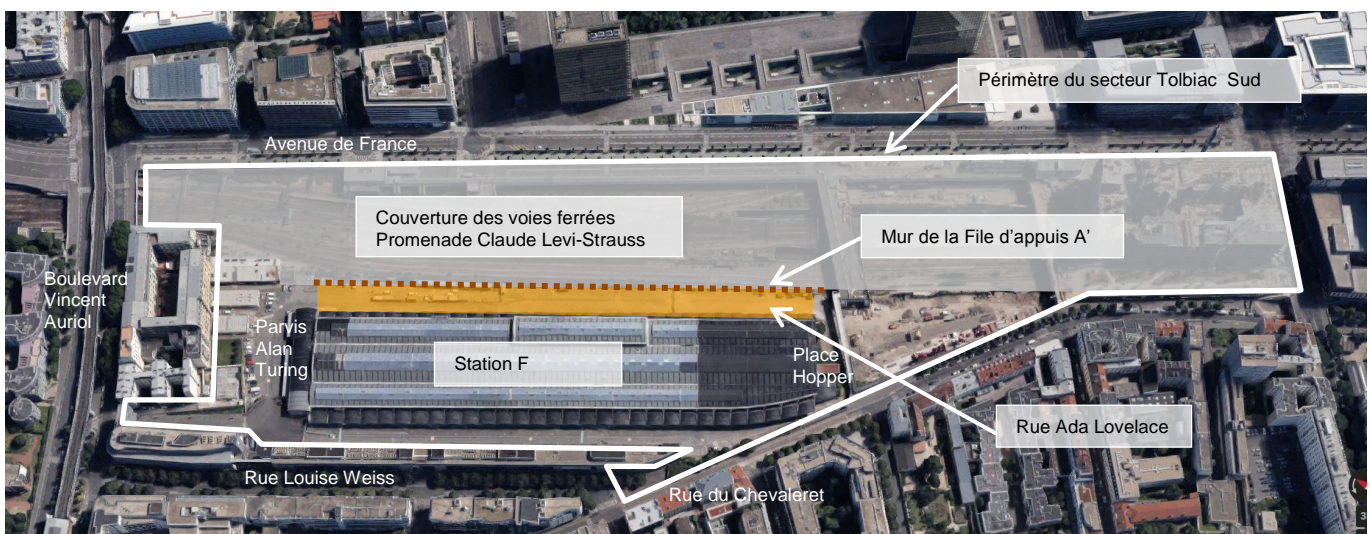 Périmètre du secteur Tolbiac Sud
Avenue de France
Couverture des voies ferrées
Promenade Claude Levi-Strauss
Mur de la File d'appuis A'
Boulevard
Vincent
Auriol
Parvis
Alan
Turing
Station F
Place
Hopper
Rue Ada Lovelace
Rue Louise Weiss
Rue du Chevaleret
3